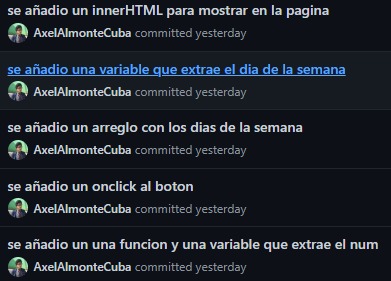 se añadio un innerHTML para mostrar en la pagina
AxelAlmonteCuba committed yesterday
se añadio una variable que extrae el dia de la semana
AxelAlmonteCuba committed yesterday
se añadio un arreglo con los dias de la semana
AxelAlmonteCuba committed yesterday
se añadio un onclick al boton
AxelAlmonteCuba committed yesterday
se añadio un una funcion y una variable que extrae el num
AxelAlmonteCuba committed yesterday